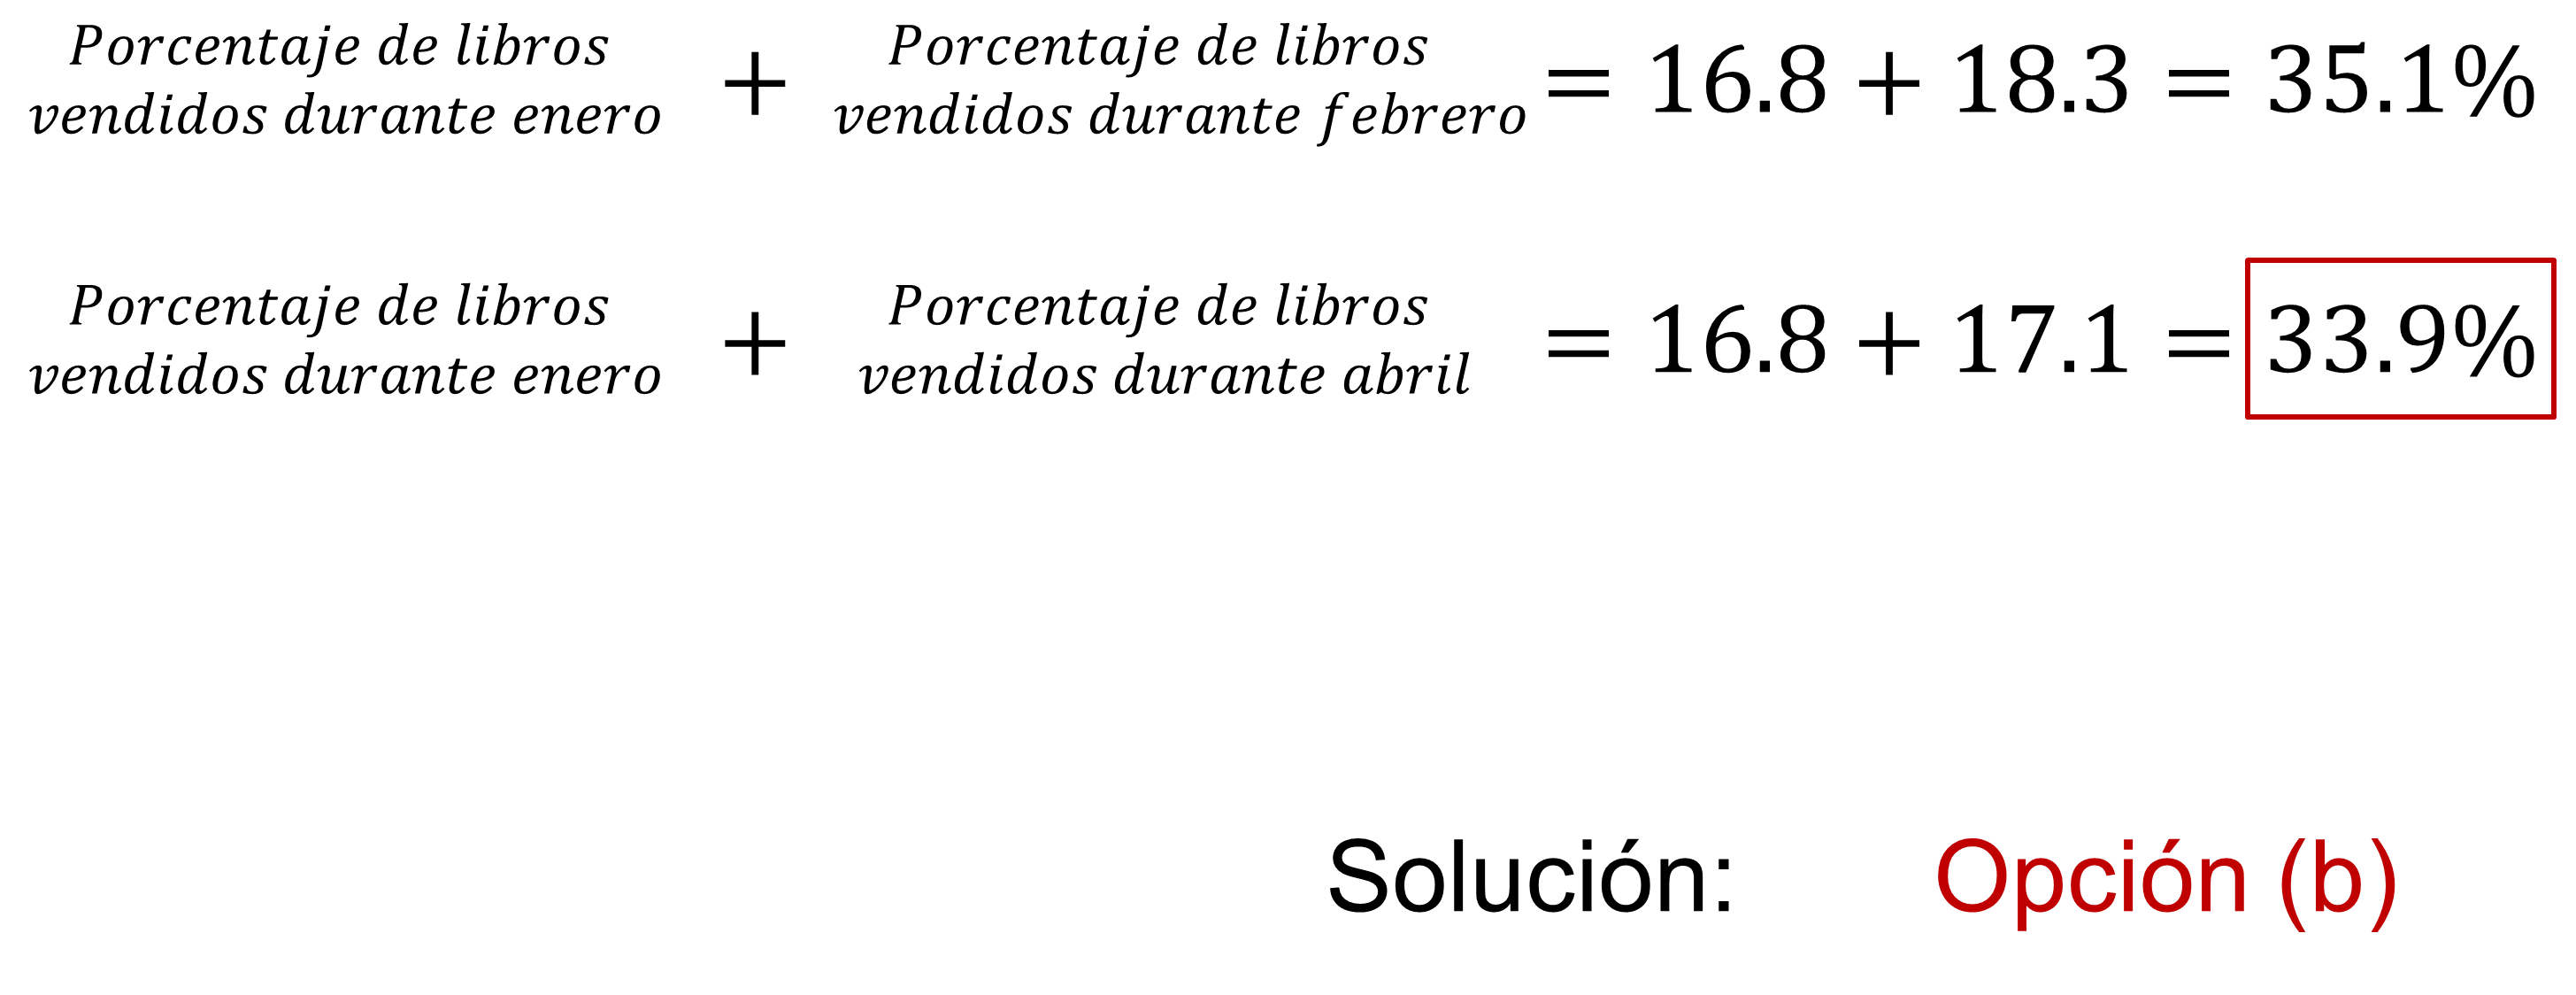 Porcentaje de libros vendidos durante enero + Porcentaje de libros vendidos durante febrero = 16.8 + 18.3 = 35.1%
Porcentaje de libros vendidos durante enero + Porcentaje de libros vendidos durante abril = 16.8 + 17.1 = 33.9%
Solución: Opción (b)